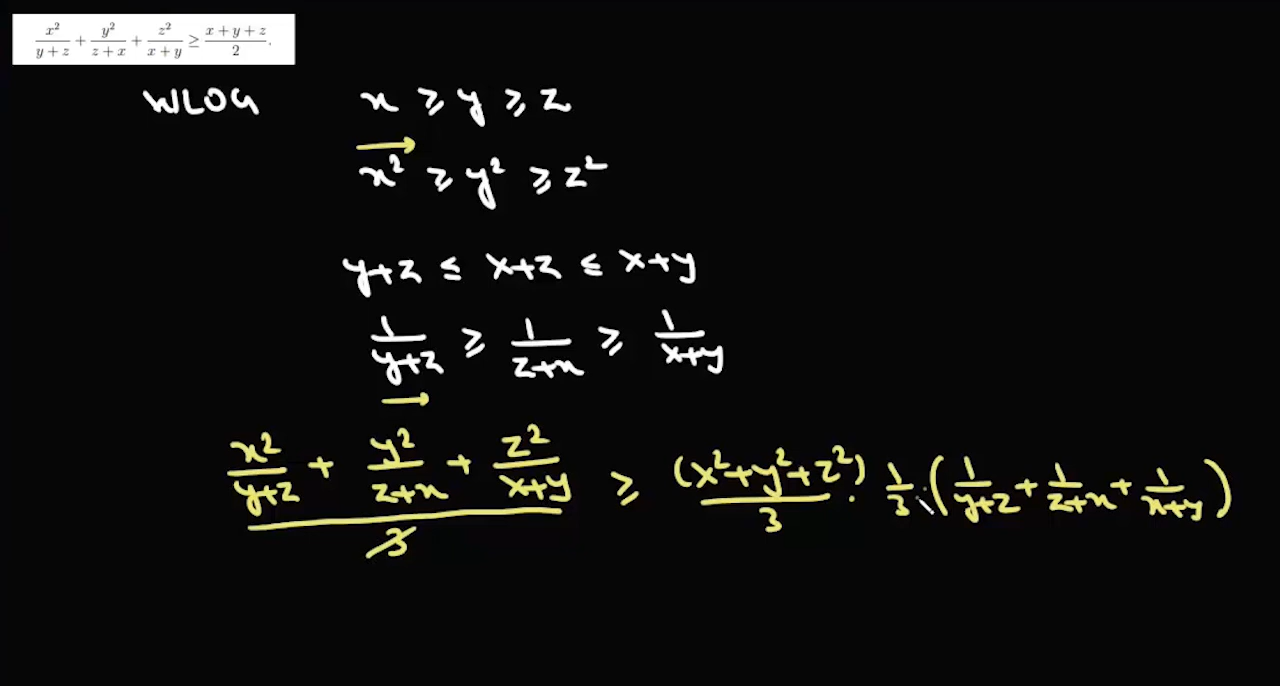 x²/(y + z) + y²/(z + x) + z²/(x + y) ≥ (x + y + z)/2.
WLOG x ≥ y ≥ z
x² ≥ y² ≥ z²
y+z ≤ x+z ≤ x+y
1/(y+z) ≥ 1/(z+x) ≥ 1/(x+y)
(x²/(y+z) + y²/(z+x) + z²/(x+y))/3 ≥ (x²+y²+z²)/3 · 1/3 (1/(y+z) + 1/(z+x) + 1/(x+y))